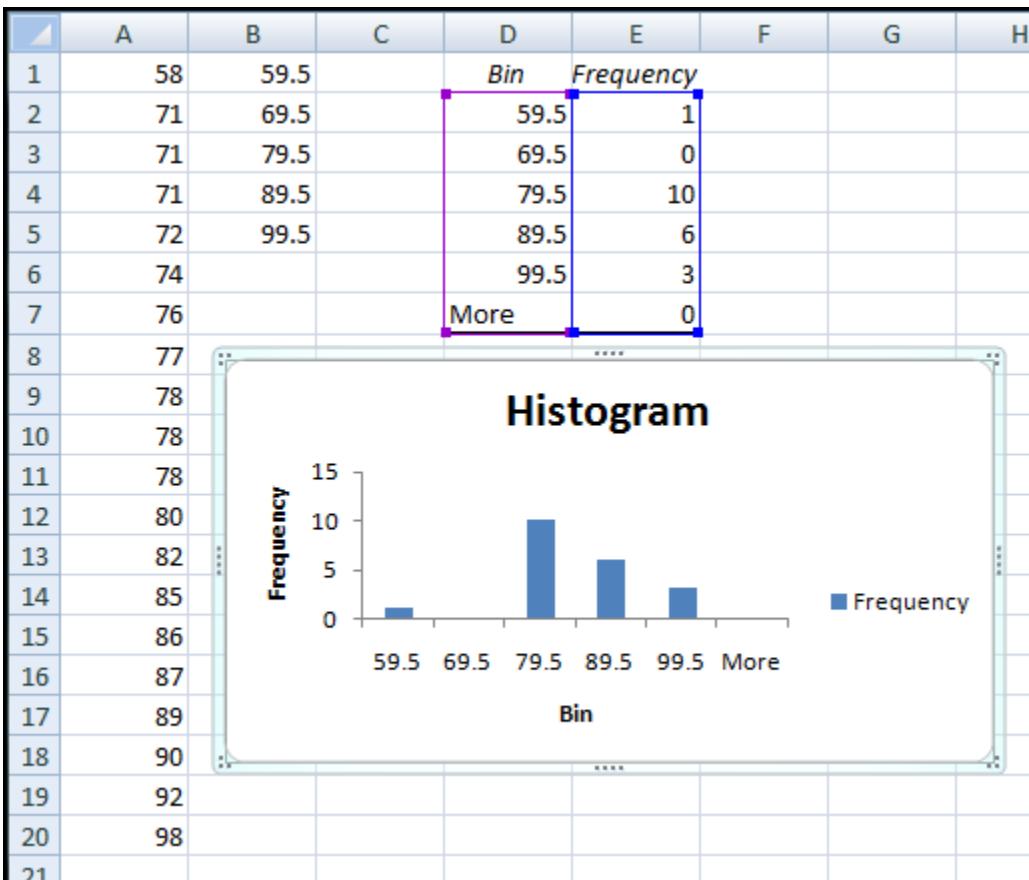 A B C D E F G H
1 58 59.5 Bin Frequency
2 71 69.5 59.5 1
3 71 79.5 69.5 0
4 71 89.5 79.5 10
5 72 99.5 89.5 6
6 74 99.5 3
7 76 More 0
8 77
9 78
10 78
11 78
12 80
13 82
14 85
15 86
16 87
17 89
18 90
19 92
20 98
21
Histogram
Frequency
15
10
5
0
59.5 69.5 79.5 89.5 99.5 More
Bin
Frequency